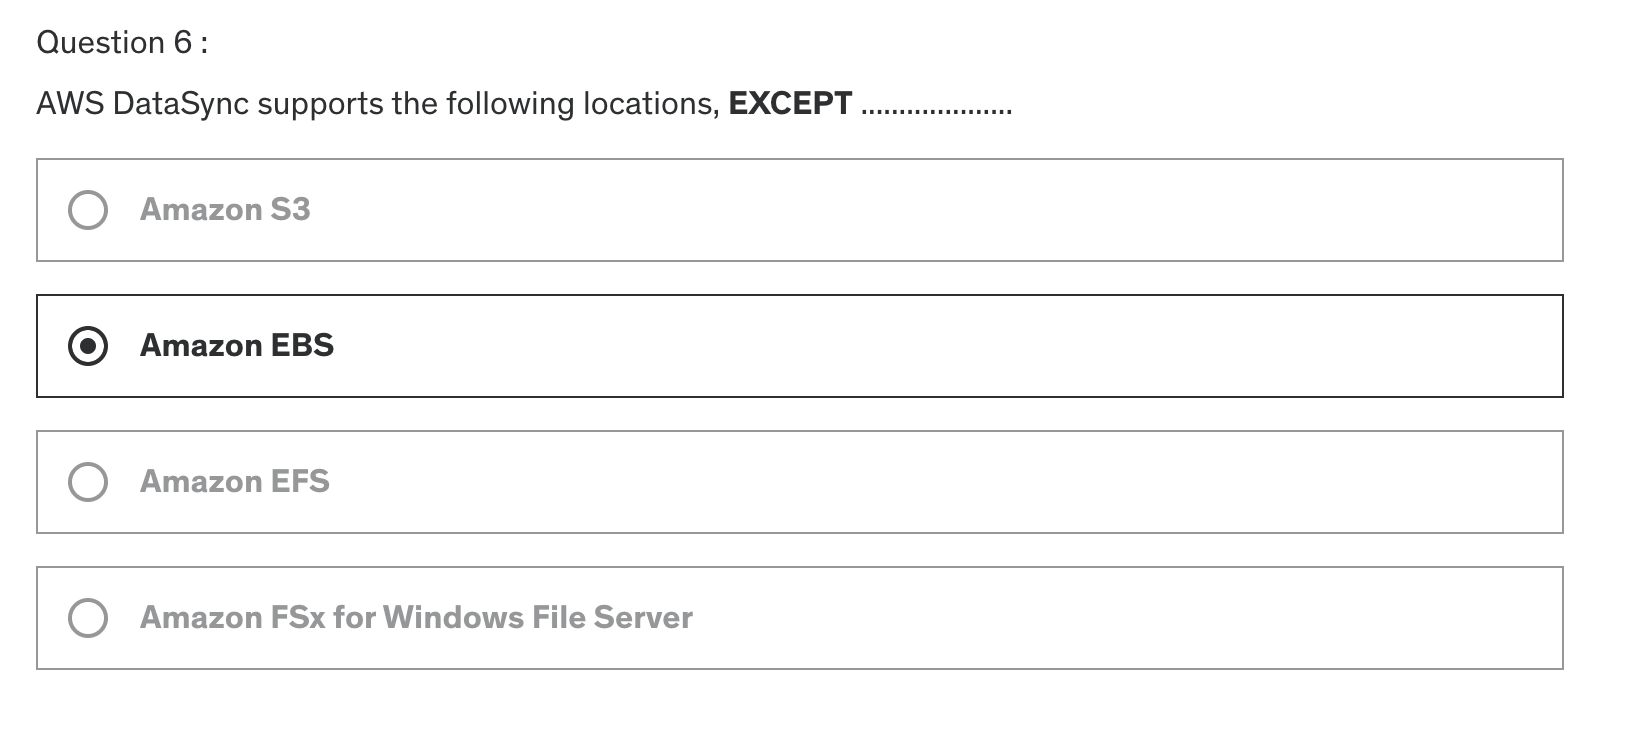 Question 6 :
AWS DataSync supports the following locations, EXCEPT ....................
Amazon S3
Amazon EBS
Amazon EFS
Amazon FSx for Windows File Server